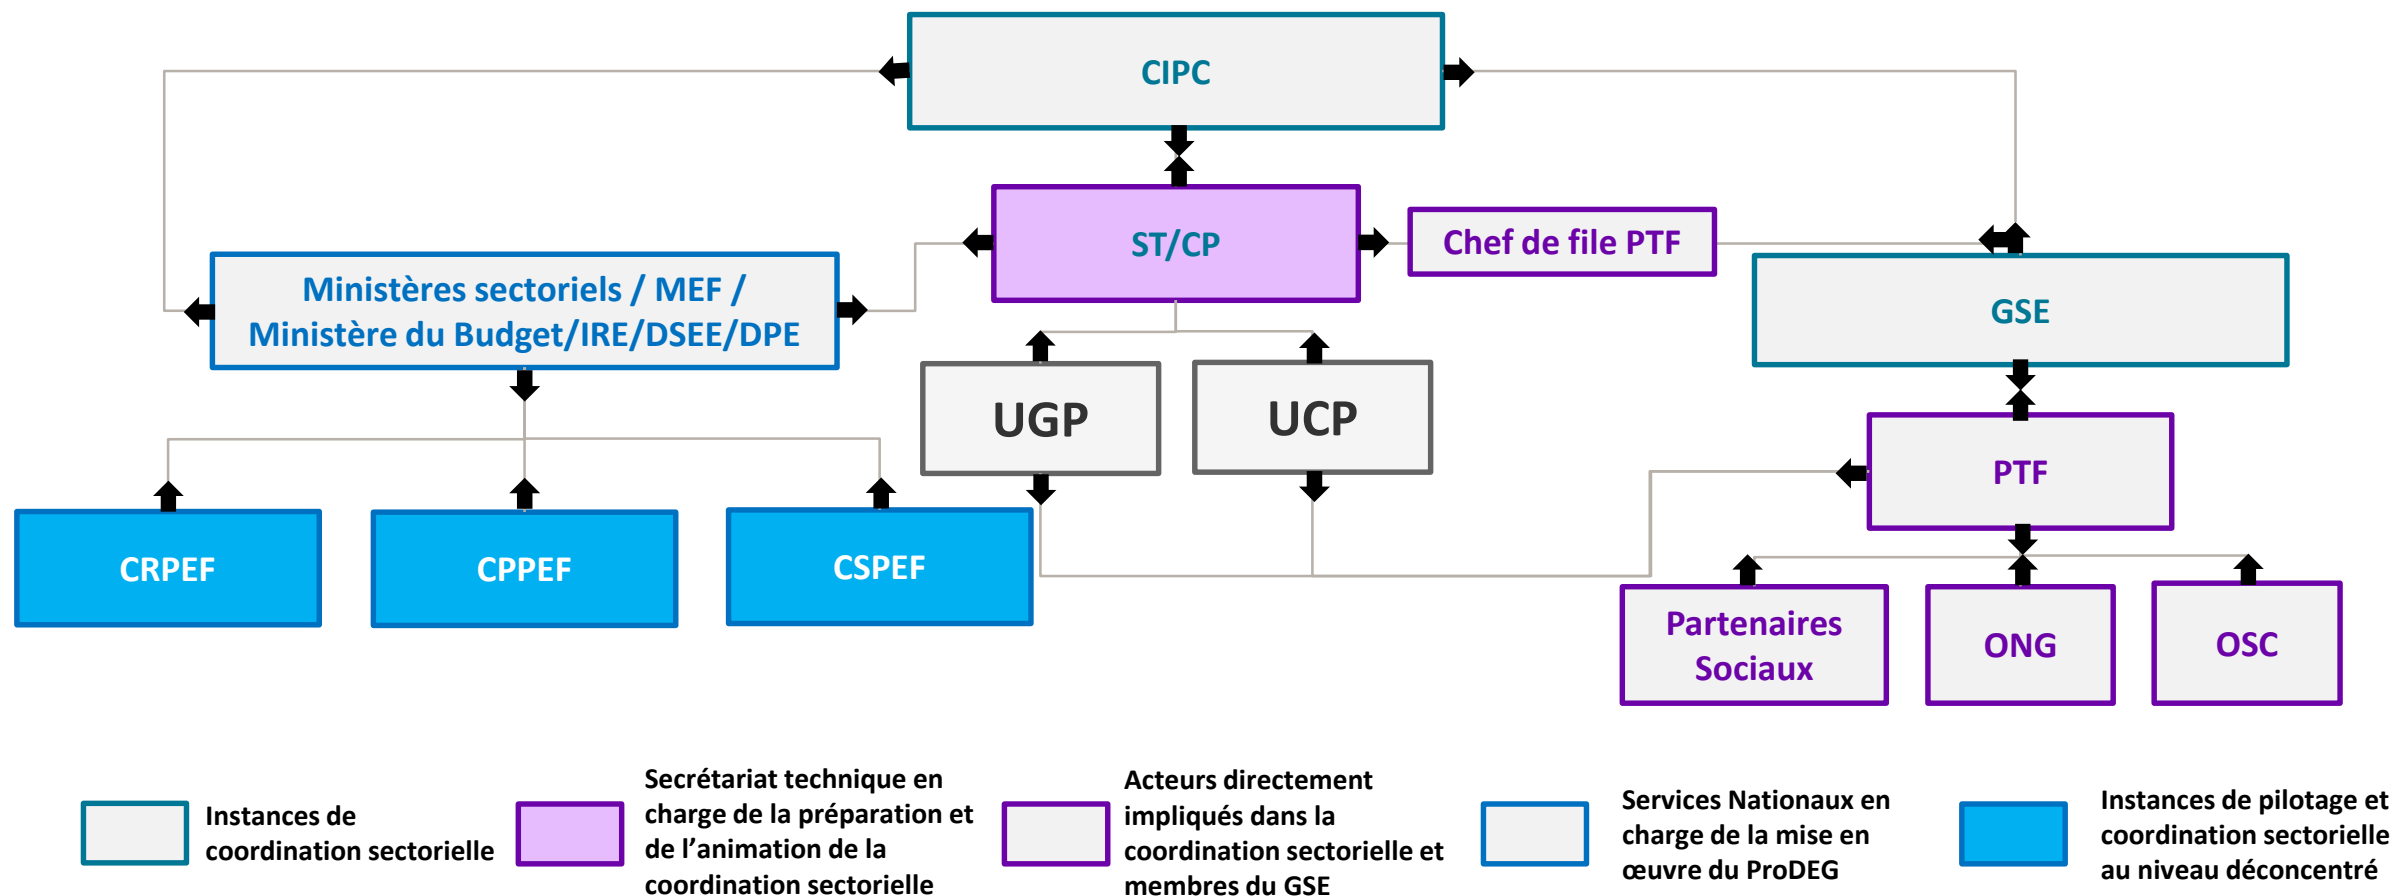 CIPC
ST/CP
Chef de file PTF
Ministères sectoriels / MEF /
Ministère du Budget/IRE/DSEE/DPE
GSE
UGP
UCP
PTF
CRPEF
CPPEF
CSPEF
Partenaires
Sociaux
ONG
OSC
Instances de
coordination sectorielle
Secrétariat technique en
charge de la préparation et
de l’animation de la
coordination sectorielle
Acteurs directement
impliqués dans la
coordination sectorielle et
membres du GSE
Services Nationaux en
charge de la mise en
œuvre du ProDEG
Instances de pilotage et
coordination sectorielle
au niveau déconcentré